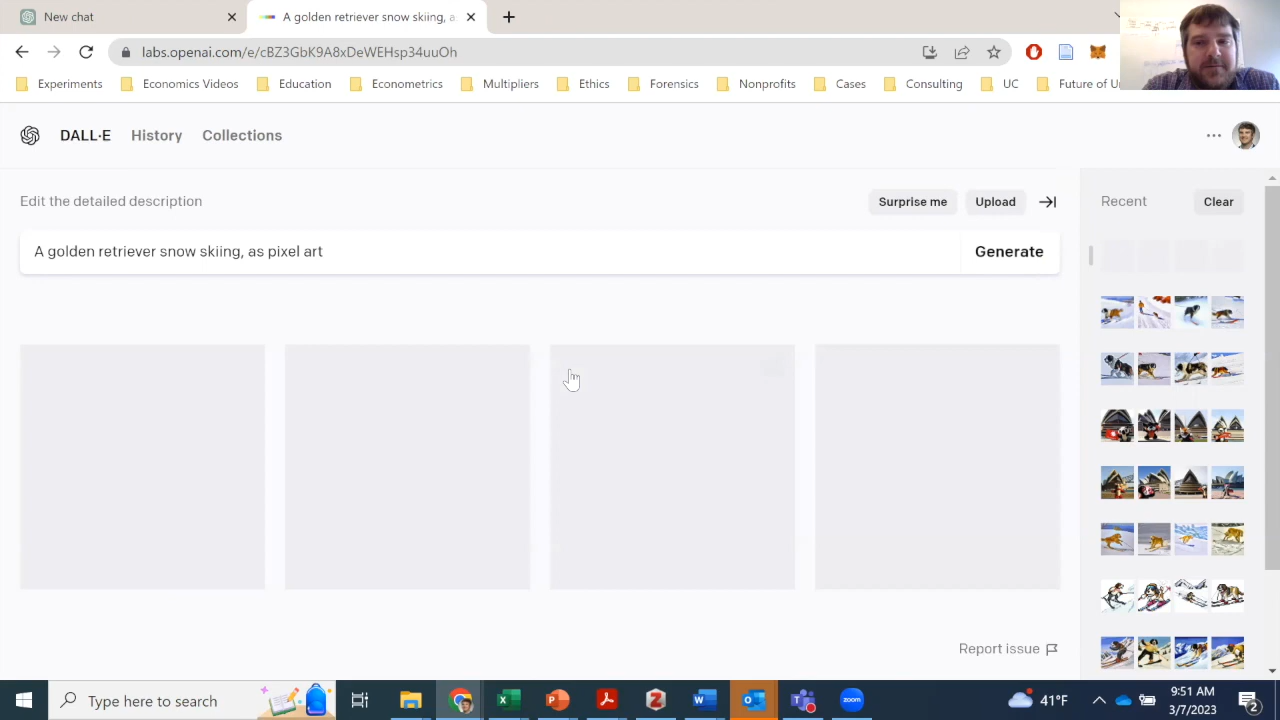 New chat
A golden retriever snow skiing, a
labs.openai.com/e/cBZ3GbK9A8xDeWEHsp34uuOh
Experiments
Economics Videos
Education
Econometrics
Multiplier
Ethics
Forensics
Nonprofits
Cases
Consulting
UC
Future of
DALL·E
History
Collections
Edit the detailed description
Surprise me
Upload
Recent
Clear
A golden retriever snow skiing, as pixel art
Generate
Report issue
Type here to search
41°F
9:51 AM
3/7/2023
2